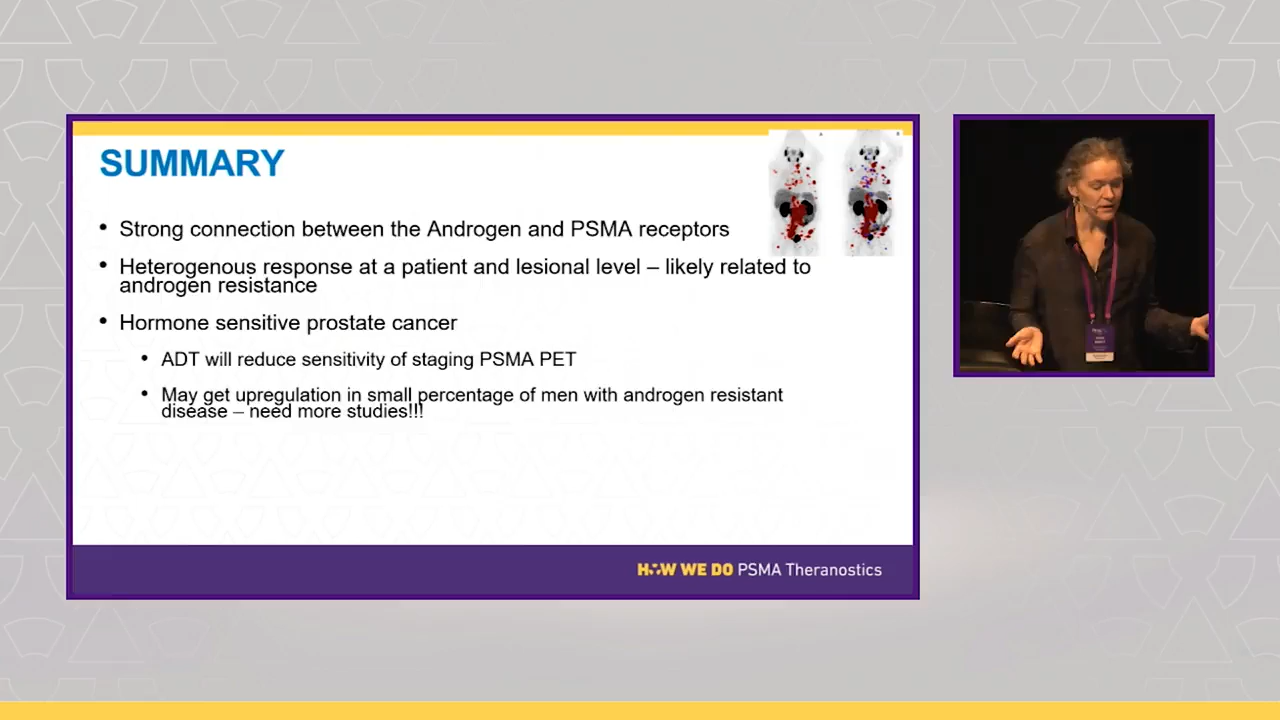 SUMMARY
• Strong connection between the Androgen and PSMA receptors
• Heterogenous response at a patient and lesional level – likely related to
androgen resistance
• Hormone sensitive prostate cancer
• ADT will reduce sensitivity of staging PSMA PET
• May get upregulation in small percentage of men with androgen resistant
disease – need more studies!!!
HOW WE DO PSMA Theranostics